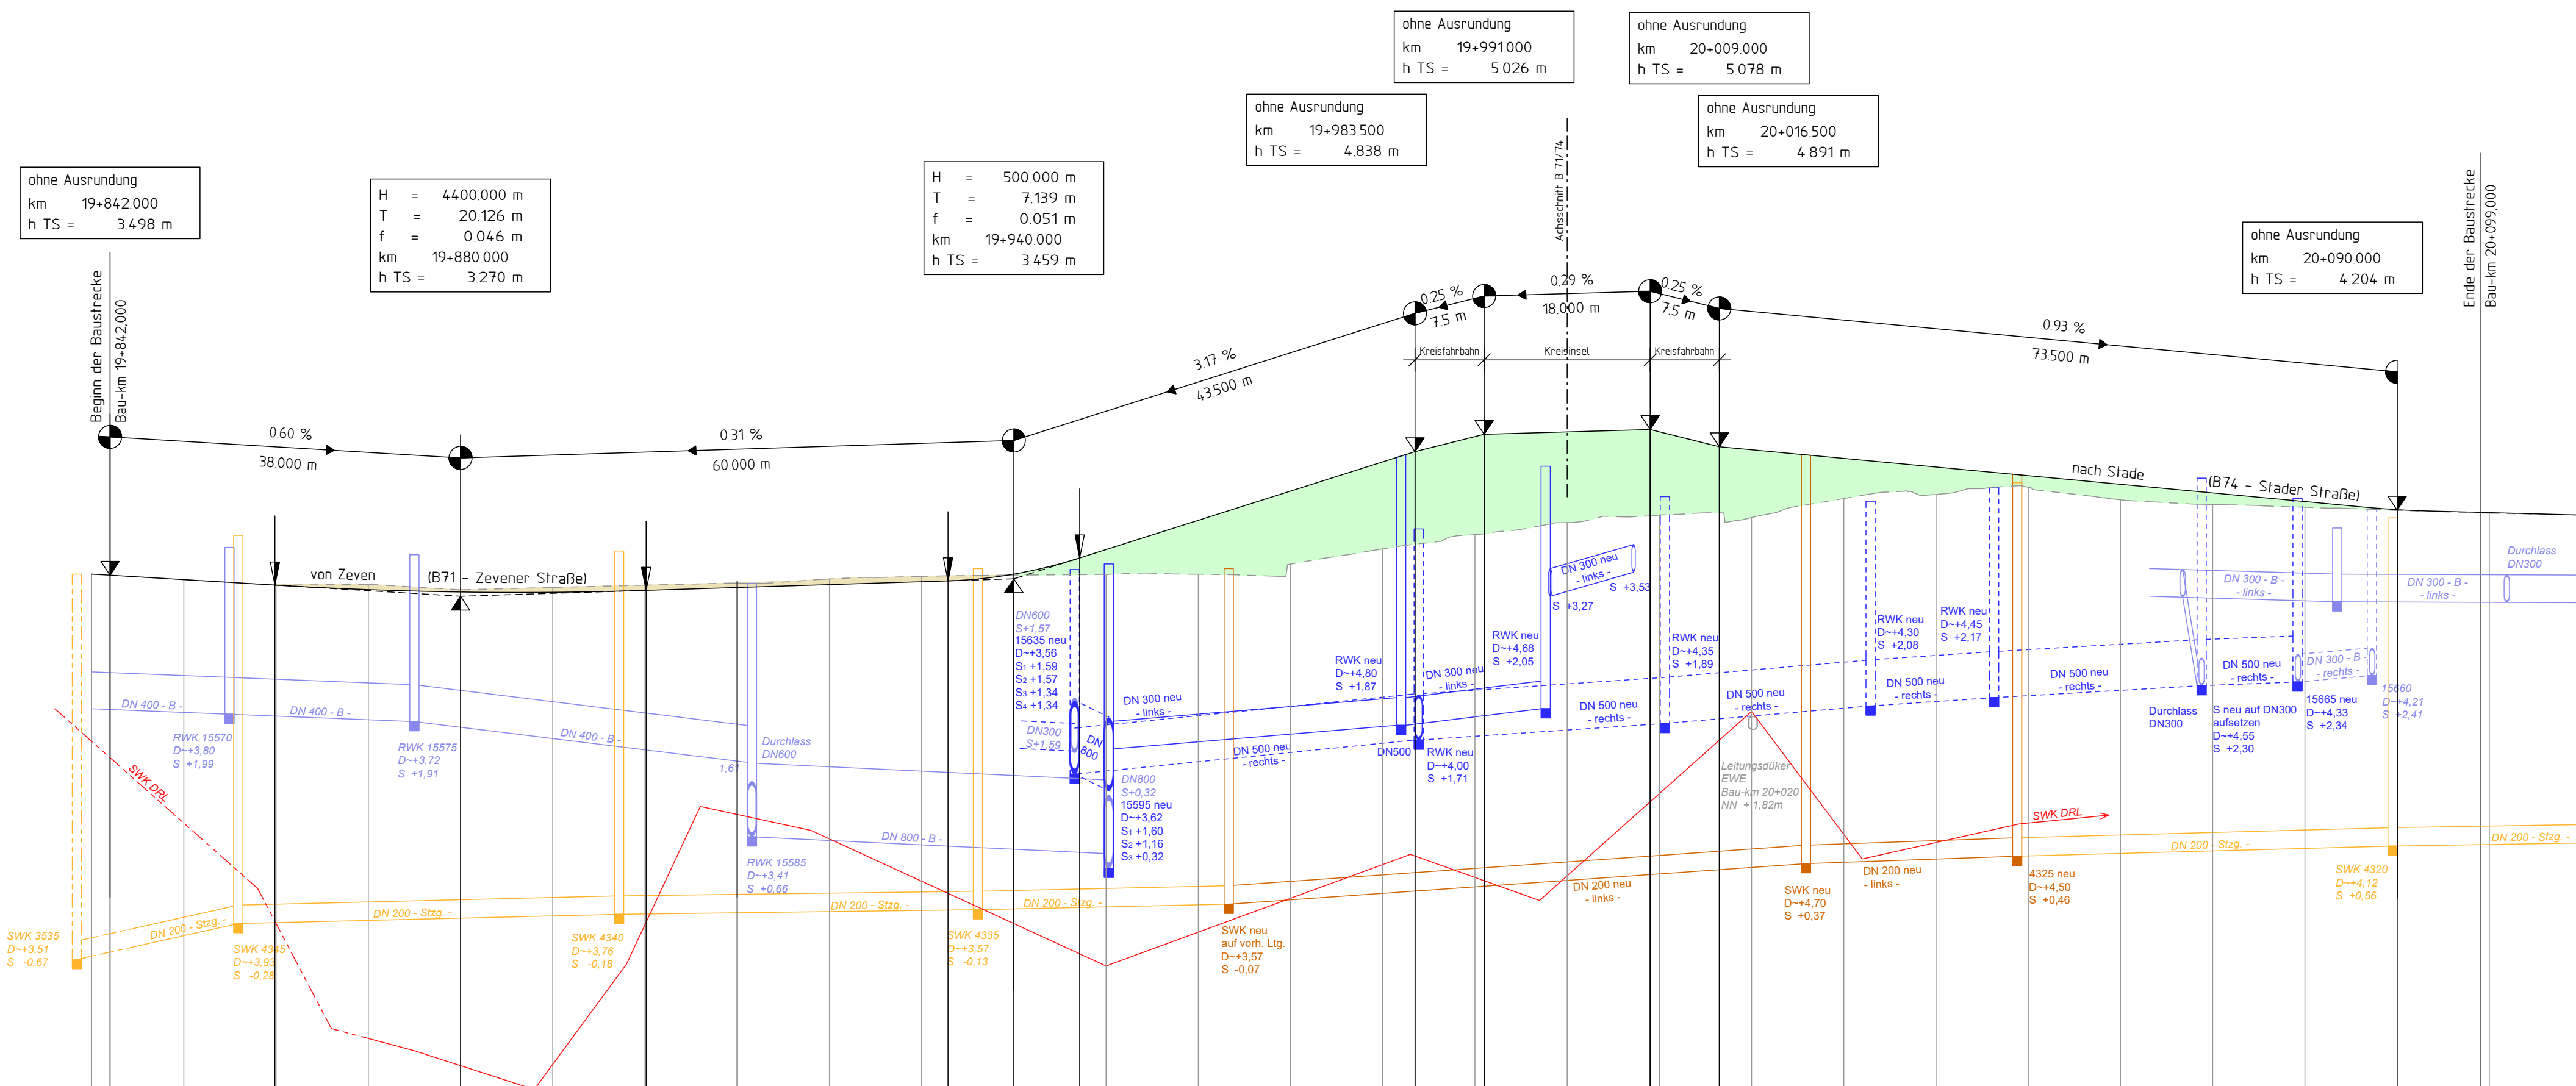 ohne Ausrundung
km 19+991.000
h TS = 5.026 m
ohne Ausrundung
km 20+009.000
h TS = 5.078 m
ohne Ausrundung
km 19+983.500
h TS = 4.838 m
ohne Ausrundung
km 20+016.500
h TS = 4.891 m
ohne Ausrundung
km 19+842.000
h TS = 3.498 m
H = 4400.000 m
T = 20.126 m
f = 0.046 m
km 19+880.000
h TS = 3.270 m
H = 500.000 m
T = 7.139 m
f = 0.051 m
km 19+940.000
h TS = 3.459 m
ohne Ausrundung
km 20+090.000
h TS = 4.204 m
Beginn der Baustrecke
Bau-km 19+842,000
Achsschnitt B 71/74
Ende der Baustrecke
Bau-km 20+099,000
0.60 %
38.000 m
0.31 %
60.000 m
3.17 %
43.500 m
0.25 %
7.5 m
0.29 %
18.000 m
0.25 %
7.5 m
0.93 %
73.500 m
Kreisfahrbahn
Kreisinsel
Kreisfahrbahn
von Zeven
(B71 - Zevener Straße)
nach Stade
(B74 - Stader Straße)
DN 400 - B -
DN 400 - B -
DN 400 - B -
RWK 15570
D~+3,80
S +1,99
RWK 15575
D~+3,72
S +1,91
SWK DRL
1,61
Durchlass
DN600
RWK 15585
D~+3,41
S +0,66
DN 800 - B -
DN600
S+1,57
15635 neu
D~+3,56
S1 +1,59
S2 +1,57
S3 +1,34
S4 +1,34
DN300
S+1,59
DN
800
DN800
S+0,32
15595 neu
D~+3,62
S1 +1,60
S2 +1,16
S3 +0,32
DN 300 neu
- links -
DN 500 neu
- rechts -
RWK neu
D~+4,80
S +1,87
DN500
RWK neu
D~+4,00
S +1,71
DN 300 neu
- links -
RWK neu
D~+4,68
S +2,05
DN 300 neu
- links -
S +3,53
S +3,27
DN 500 neu
- rechts -
RWK neu
D~+4,35
S +1,89
DN 500 neu
- rechts -
Leitungsdüker
EWE
Bau-km 20+020
NN + 1,82m
RWK neu
D~+4,30
S +2,08
RWK neu
D~+4,45
S +2,17
DN 500 neu
- rechts -
DN 500 neu
- rechts -
Durchlass
DN300
DN 300 - B -
- links -
DN 500 neu
- rechts -
S neu auf DN300
aufsetzen
D~+4,55
S +2,30
DN 300 - B -
- rechts -
15665 neu
D~+4,33
S +2,34
15660
D~+4,21
S +2,41
DN 300 - B -
- links -
Durchlass
DN300
SWK 3535
D~+3,51
S -0,67
DN 200 - Stzg. -
SWK 4345
D~+3,93
S -0,28
DN 200 - Stzg. -
SWK 4340
D~+3,76
S -0,18
DN 200 - Stzg. -
SWK 4335
D~+3,57
S -0,13
DN 200 - Stzg. -
SWK neu
auf vorh. Ltg.
D~+3,57
S -0,07
DN 200 neu
- links -
SWK neu
D~+4,70
S +0,37
DN 200 neu
- links -
4325 neu
D~+4,50
S +0,46
SWK DRL
DN 200 - Stzg. -
SWK 4320
D~+4,12
S +0,56
DN 200 - Stzg. -